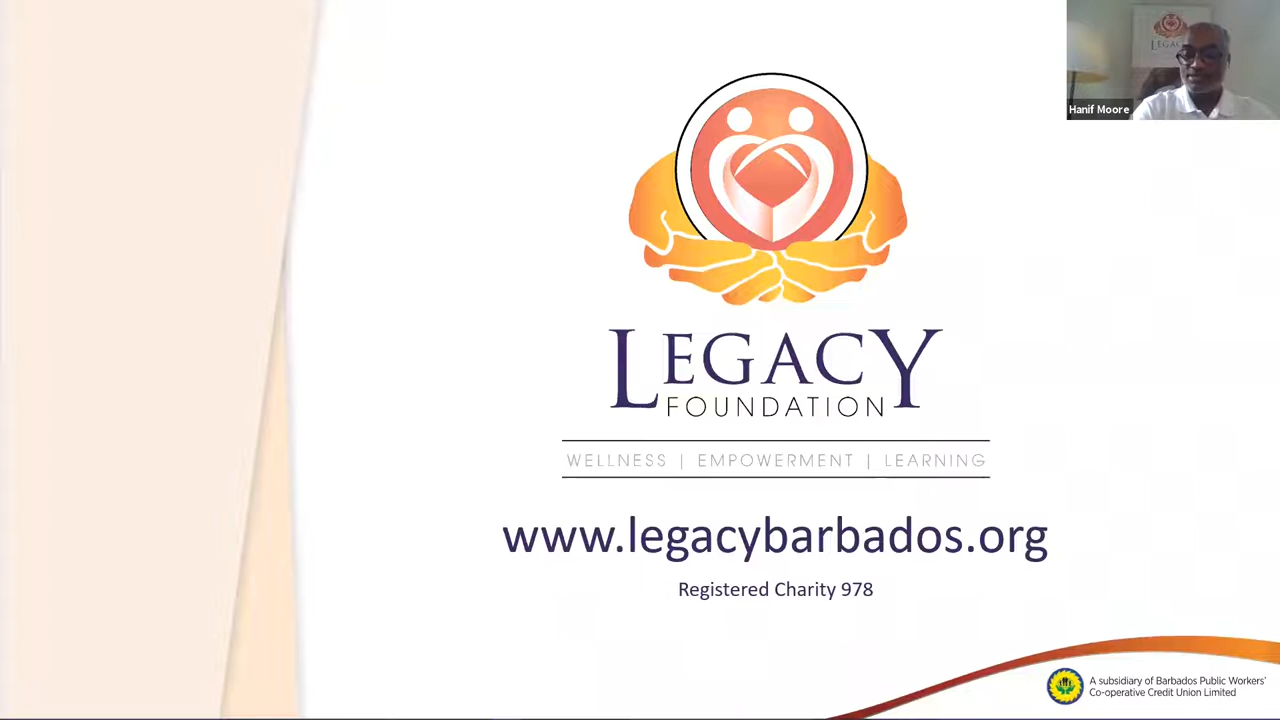 LEGAC
Hanif Moore
LEGACY
FOUNDATION
WELLNESS | EMPOWERMENT | LEARNING
www.legacybarbados.org
Registered Charity 978
A subsidiary of Barbados Public Workers'
Co-operative Credit Union Limited